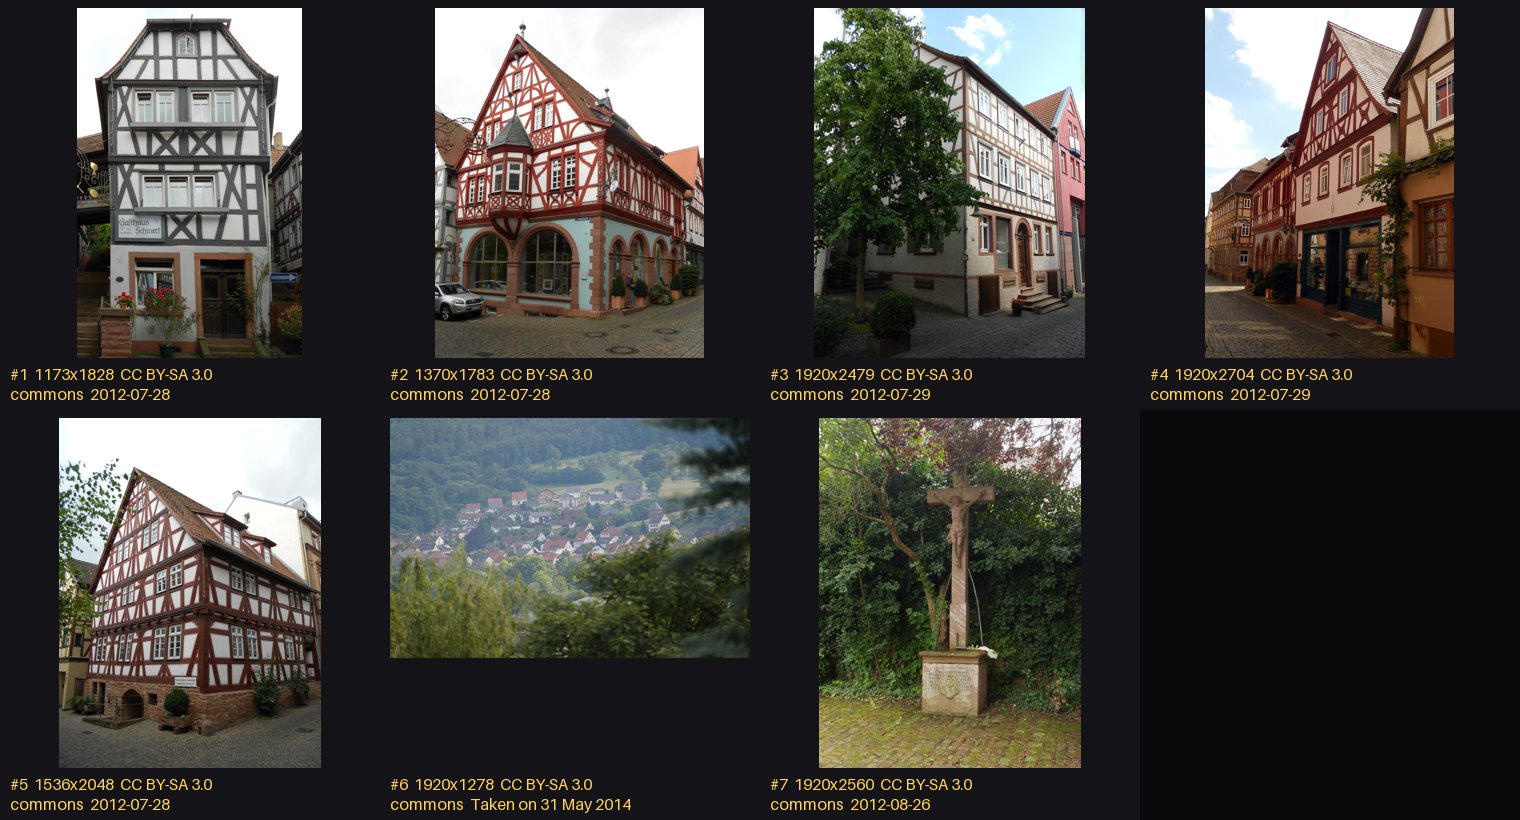 Gasthaus
Schwert
#1 1173x1828 CC BY-SA 3.0
commons 2012-07-28
#2 1370x1783 CC BY-SA 3.0
commons 2012-07-28
#3 1920x2479 CC BY-SA 3.0
commons 2012-07-29
#4 1920x2704 CC BY-SA 3.0
commons 2012-07-29
#5 1536x2048 CC BY-SA 3.0
commons 2012-07-28
#6 1920x1278 CC BY-SA 3.0
commons Taken on 31 May 2014
#7 1920x2560 CC BY-SA 3.0
commons 2012-08-26